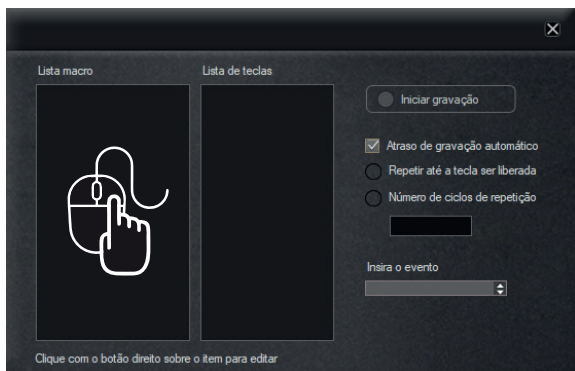 Lista macro
Lista de teclas
Iniciar gravação
Atraso de gravação automático
Repetir até a tecla ser liberada
Número de ciclos de repetição
Insira o evento
Clique com o botão direito sobre o item para editar